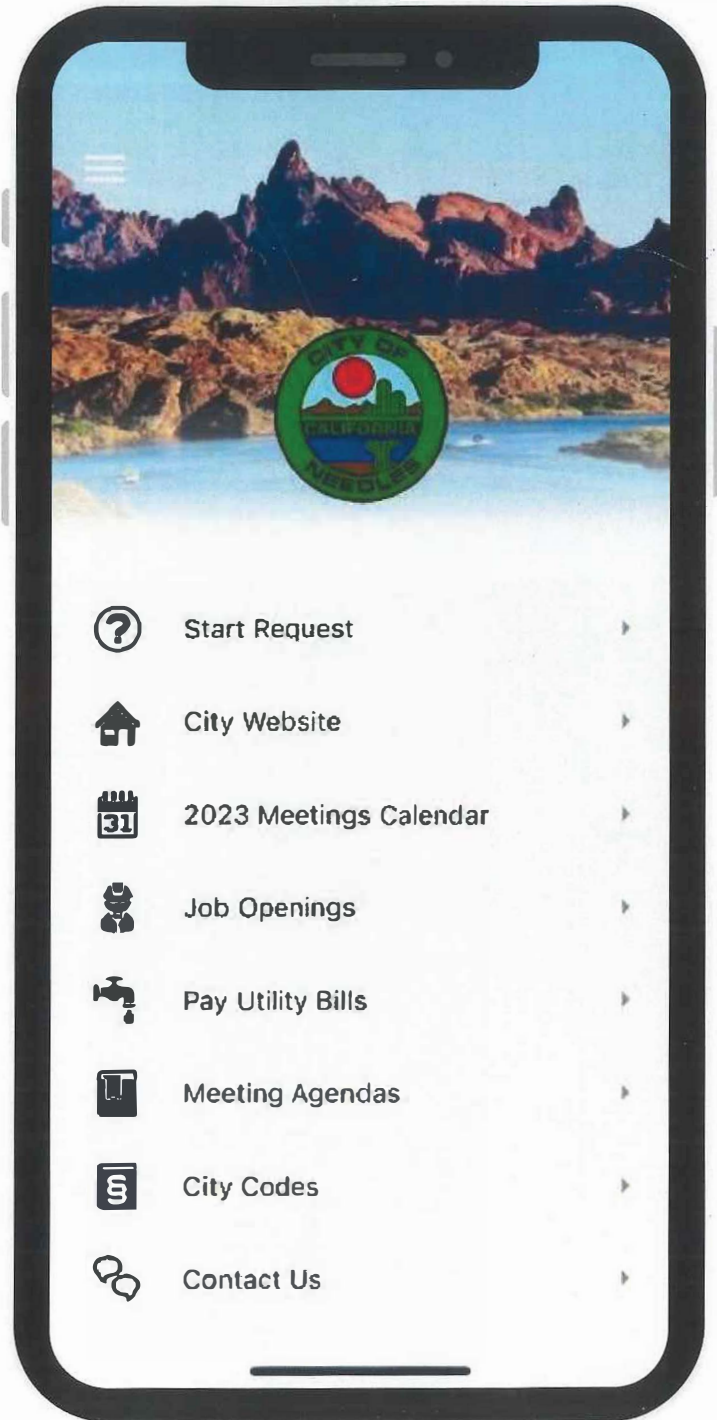 CITY OF
CALIFORNIA
NEEDLES
Start Request
City Website
31
2023 Meetings Calendar
Job Openings
Pay Utility Bills
Meeting Agendas
§
City Codes
Contact Us